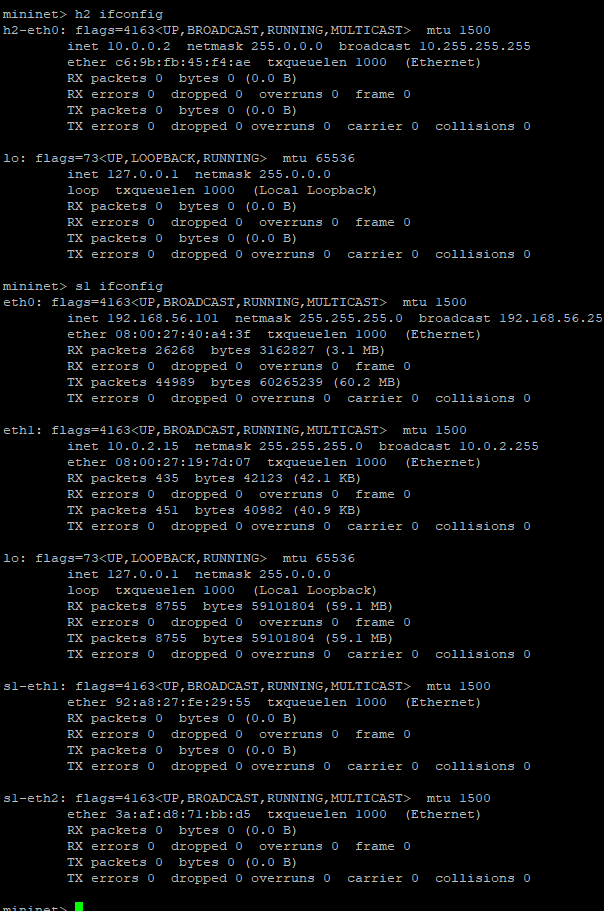 mininet> h2 ifconfig
h2-eth0: flags=4163<UP,BROADCAST,RUNNING,MULTICAST>  mtu 1500
        inet 10.0.0.2  netmask 255.0.0.0  broadcast 10.255.255.255
        ether c6:9b:fb:45:f4:ae  txqueuelen 1000  (Ethernet)
        RX packets 0  bytes 0 (0.0 B)
        RX errors 0  dropped 0  overruns 0  frame 0
        TX packets 0  bytes 0 (0.0 B)
        TX errors 0  dropped 0 overruns 0  carrier 0  collisions 0

lo: flags=73<UP,LOOPBACK,RUNNING>  mtu 65536
        inet 127.0.0.1  netmask 255.0.0.0
        loop  txqueuelen 1000  (Local Loopback)
        RX packets 0  bytes 0 (0.0 B)
        RX errors 0  dropped 0  overruns 0  frame 0
        TX packets 0  bytes 0 (0.0 B)
        TX errors 0  dropped 0 overruns 0  carrier 0  collisions 0

mininet> s1 ifconfig
eth0: flags=4163<UP,BROADCAST,RUNNING,MULTICAST>  mtu 1500
        inet 192.168.56.101  netmask 255.255.255.0  broadcast 192.168.56.25
        ether 08:00:27:40:a4:3f  txqueuelen 1000  (Ethernet)
        RX packets 26268  bytes 3162827 (3.1 MB)
        RX errors 0  dropped 0  overruns 0  frame 0
        TX packets 44989  bytes 60265239 (60.2 MB)
        TX errors 0  dropped 0 overruns 0  carrier 0  collisions 0

eth1: flags=4163<UP,BROADCAST,RUNNING,MULTICAST>  mtu 1500
        inet 10.0.2.15  netmask 255.255.255.0  broadcast 10.0.2.255
        ether 08:00:27:19:7d:07  txqueuelen 1000  (Ethernet)
        RX packets 435  bytes 42123 (42.1 KB)
        RX errors 0  dropped 0  overruns 0  frame 0
        TX packets 451  bytes 40982 (40.9 KB)
        TX errors 0  dropped 0 overruns 0  carrier 0  collisions 0

lo: flags=73<UP,LOOPBACK,RUNNING>  mtu 65536
        inet 127.0.0.1  netmask 255.0.0.0
        loop  txqueuelen 1000  (Local Loopback)
        RX packets 8755  bytes 59101804 (59.1 MB)
        RX errors 0  dropped 0  overruns 0  frame 0
        TX packets 8755  bytes 59101804 (59.1 MB)
        TX errors 0  dropped 0 overruns 0  carrier 0  collisions 0

s1-eth1: flags=4163<UP,BROADCAST,RUNNING,MULTICAST>  mtu 1500
        ether 92:a8:27:fe:29:55  txqueuelen 1000  (Ethernet)
        RX packets 0  bytes 0 (0.0 B)
        RX errors 0  dropped 0  overruns 0  frame 0
        TX packets 0  bytes 0 (0.0 B)
        TX errors 0  dropped 0 overruns 0  carrier 0  collisions 0

s1-eth2: flags=4163<UP,BROADCAST,RUNNING,MULTICAST>  mtu 1500
        ether 3a:af:d8:71:bb:d5  txqueuelen 1000  (Ethernet)
        RX packets 0  bytes 0 (0.0 B)
        RX errors 0  dropped 0  overruns 0  frame 0
        TX packets 0  bytes 0 (0.0 B)
        TX errors 0  dropped 0 overruns 0  carrier 0  collisions 0

mininet>